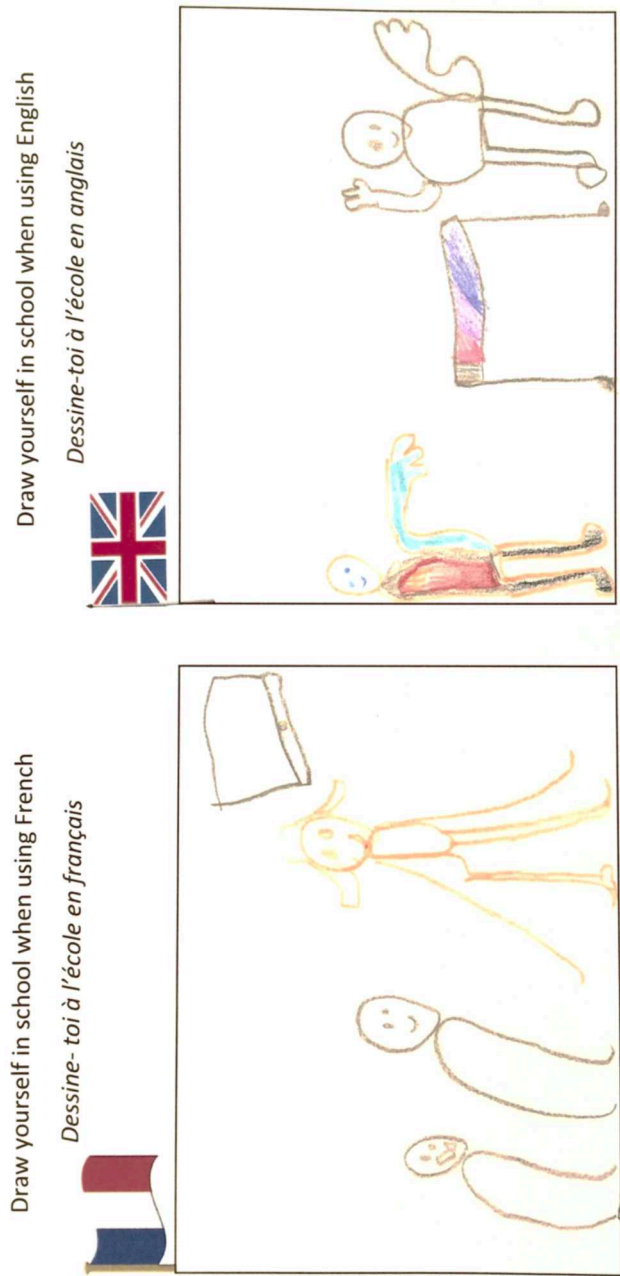 Draw yourself in school when using French
Dessine- toi à l'école en français
Draw yourself in school when using English
Dessine-toi à l'école en anglais